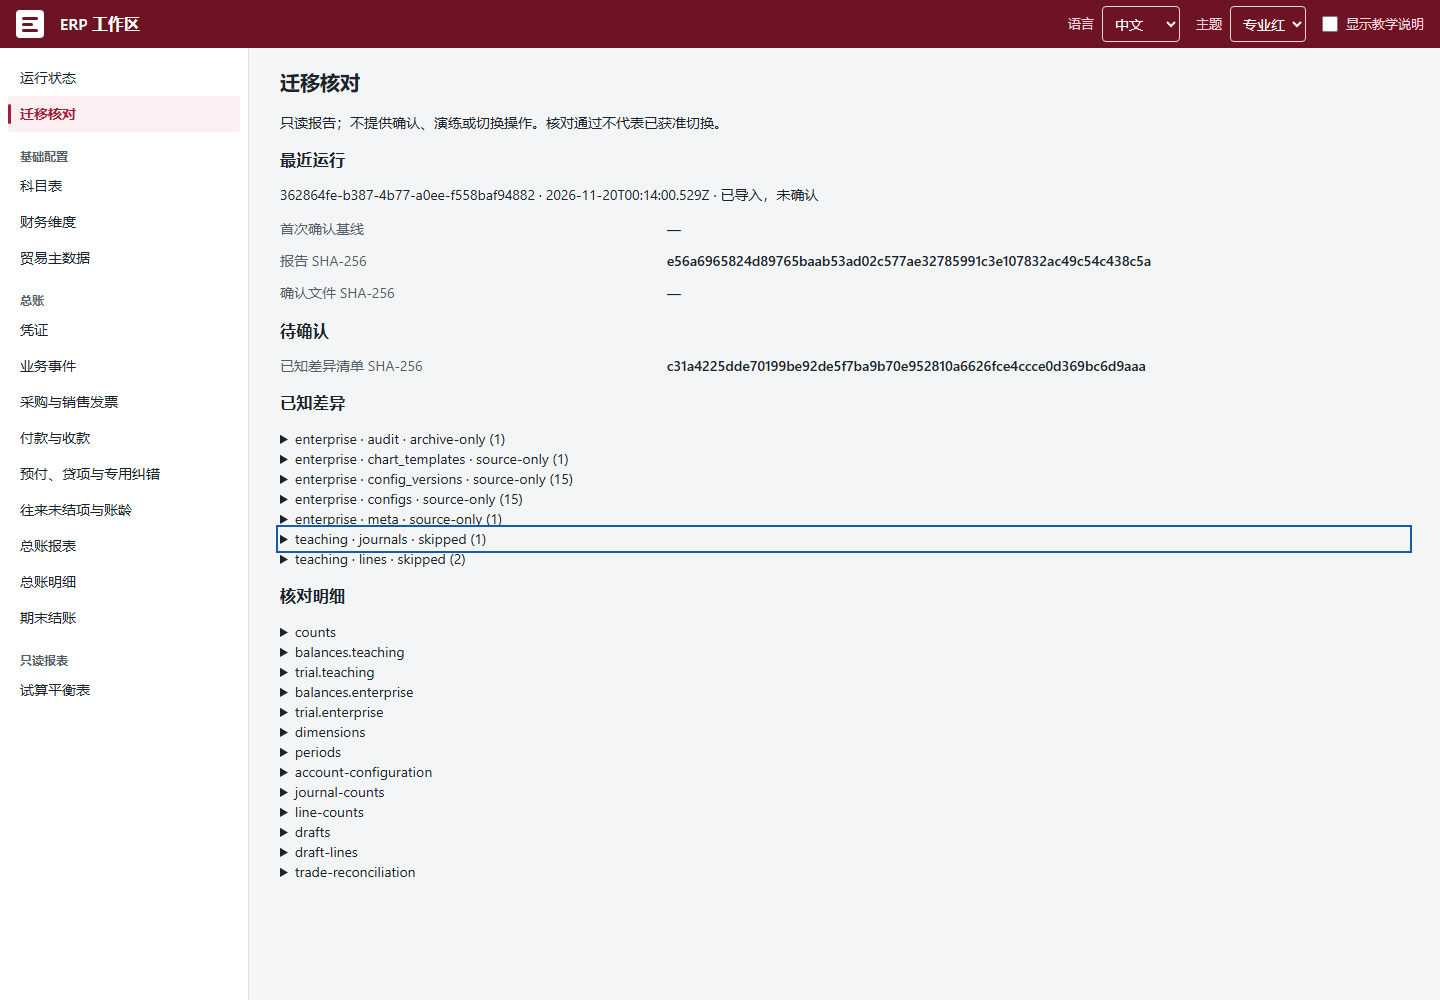 ERP 工作区
语言 中文 主题 专业红 显示教学说明
运行状态
迁移核对
基础配置
科目表
财务维度
贸易主数据
总账
凭证
业务事件
采购与销售发票
付款与收款
预付、贷项与专用纠错
往来未结项与账龄
总账报表
总账明细
期末结账
只读报表
试算平衡表
迁移核对
只读报告；不提供确认、演练或切换操作。核对通过不代表已获准切换。
最近运行
362864fe-b387-4b77-a0ee-f558baf94882 · 2026-11-20T00:14:00.529Z · 已导入，未确认
首次确认基线 —
报告 SHA-256 e56a6965824d89765baab53ad02c577ae32785991c3e107832ac49c54c438c5a
确认文件 SHA-256 —
待确认
已知差异清单 SHA-256 c31a4225dde70199be92de5f7ba9b70e952810a6626fce4ccce0d369bc6d9aaa
已知差异
enterprise · audit · archive-only (1)
enterprise · chart_templates · source-only (1)
enterprise · config_versions · source-only (15)
enterprise · configs · source-only (15)
enterprise · meta · source-only (1)
teaching · journals · skipped (1)
teaching · lines · skipped (2)
核对明细
counts
balances.teaching
trial.teaching
balances.enterprise
trial.enterprise
dimensions
periods
account-configuration
journal-counts
line-counts
drafts
draft-lines
trade-reconciliation